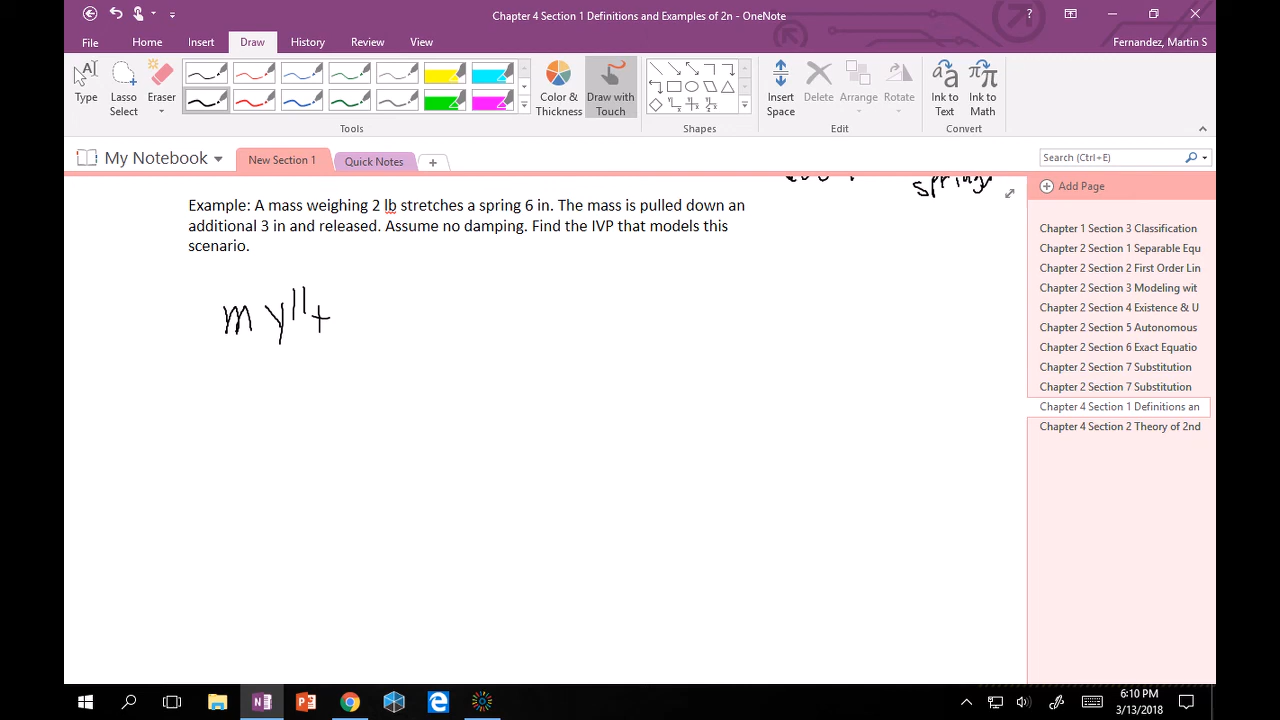 Chapter 4 Section 1 Definitions and Examples of 2n - OneNote
?
File
Home
Insert
Draw
History
Review
View
Fernandez, Martin S
Type
Lasso
Select
Eraser
Color &
Thickness
Draw with
Touch
Insert
Space
Delete
Arrange
Rotate
Ink to
Text
Ink to
Math
Tools
Shapes
Edit
Convert
My Notebook
New Section 1
Quick Notes
Search (Ctrl+E)
springs
Add Page
Example: A mass weighing 2 lb stretches a spring 6 in. The mass is pulled down an
additional 3 in and released. Assume no damping. Find the IVP that models this
scenario.
m y'' +
Chapter 1 Section 3 Classification
Chapter 2 Section 1 Separable Equ
Chapter 2 Section 2 First Order Lin
Chapter 2 Section 3 Modeling wit
Chapter 2 Section 4 Existence & U
Chapter 2 Section 5 Autonomous
Chapter 2 Section 6 Exact Equatio
Chapter 2 Section 7 Substitution
Chapter 2 Section 7 Substitution
Chapter 4 Section 1 Definitions an
Chapter 4 Section 2 Theory of 2nd
6:10 PM
3/13/2018